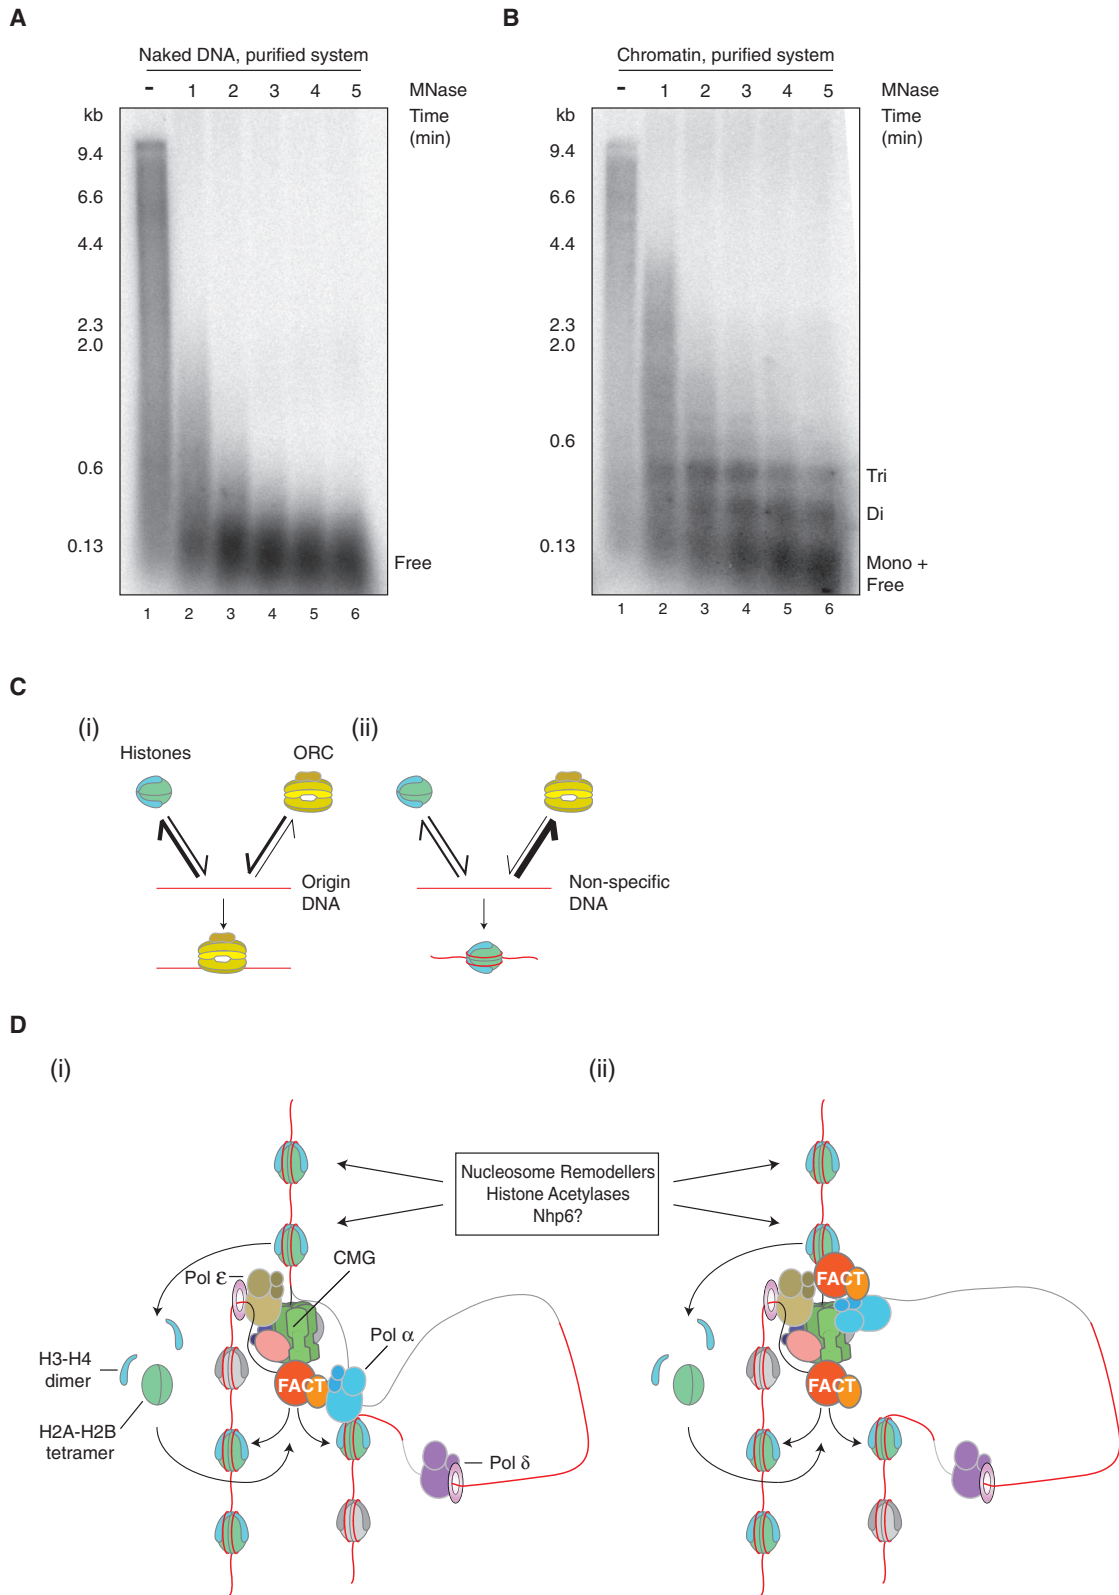 A
Naked DNA, purified system
- 1 2 3 4 5 MNase
Time
(min)
kb
9.4
6.6
4.4
2.3
2.0
0.6
0.13
Free
1 2 3 4 5 6
B
Chromatin, purified system
- 1 2 3 4 5 MNase
Time
(min)
kb
9.4
6.6
4.4
2.3
2.0
0.6
0.13
Tri
Di
Mono +
Free
1 2 3 4 5 6
C
(i)
Histones
ORC
Origin
DNA
(ii)
Non-specific
DNA
D
(i)
(ii)
Nucleosome Remodellers
Histone Acetylases
Nhp6?
Pol ε
CMG
Pol α
H3-H4
dimer
H2A-H2B
tetramer
FACT
Pol δ
FACT
FACT